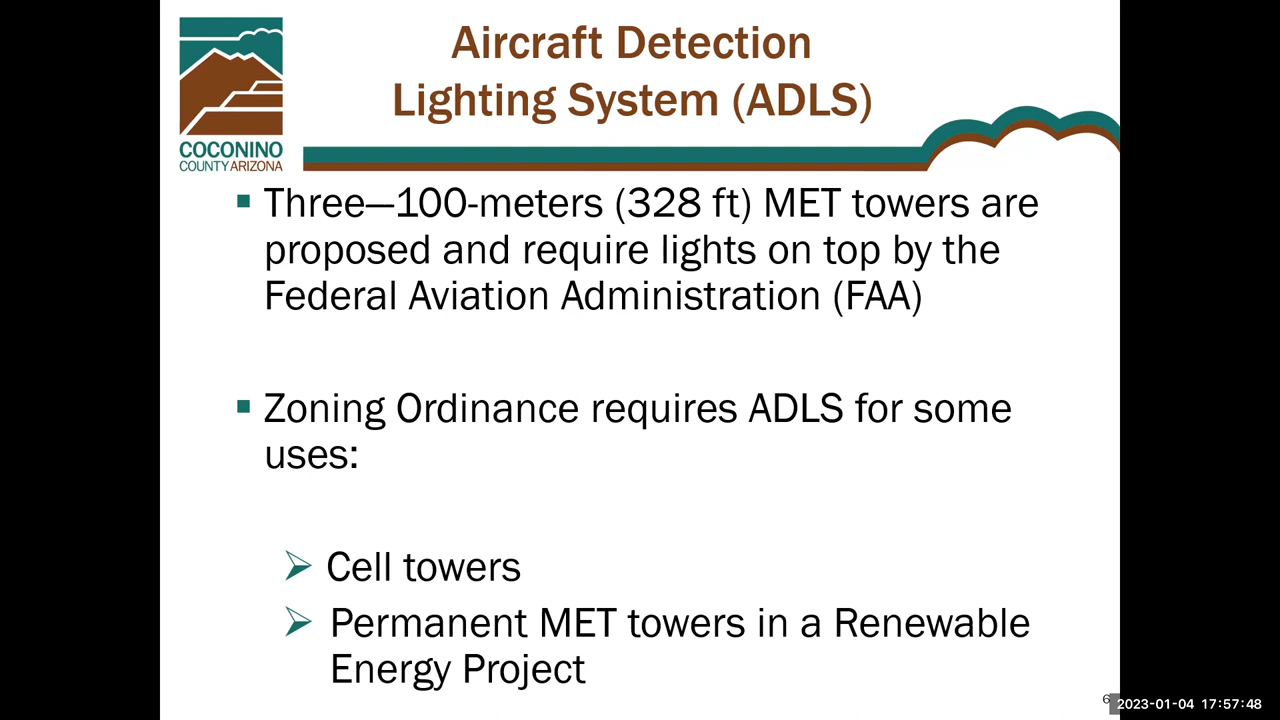 Aircraft Detection
Lighting System (ADLS)
COCONINO
COUNTY ARIZONA
Three—100-meters (328 ft) MET towers are
proposed and require lights on top by the
Federal Aviation Administration (FAA)
Zoning Ordinance requires ADLS for some
uses:
Cell towers
Permanent MET towers in a Renewable
Energy Project
6
2023-01-04 17:57:48